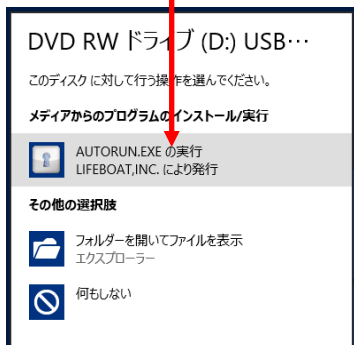 DVD RW ドライブ (D:) USB…
このディスク に対して行う操作を選んでください。
メディアからのプログラムのインストール/実行
AUTORUN.EXE の実行
LIFEBOAT,INC. により発行
その他の選択肢
フォルダーを開いてファイルを表示
エクスプローラー
何もしない